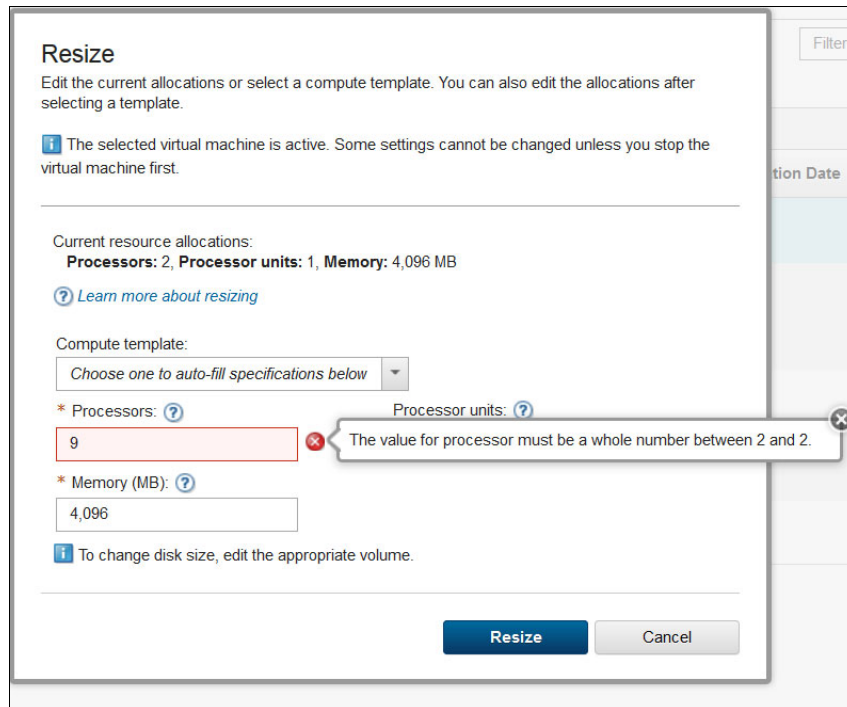 Resize
Edit the current allocations or select a compute template. You can also edit the allocations after
selecting a template.
The selected virtual machine is active. Some settings cannot be changed unless you stop the
virtual machine first.
Current resource allocations:
Processors: 2, Processor units: 1, Memory: 4,096 MB
? Learn more about resizing
Compute template:
Choose one to auto-fill specifications below
* Processors: ? Processor units: ?
9
The value for processor must be a whole number between 2 and 2.
* Memory (MB): ?
4,096
To change disk size, edit the appropriate volume.
Resize Cancel
Filter
tion Date